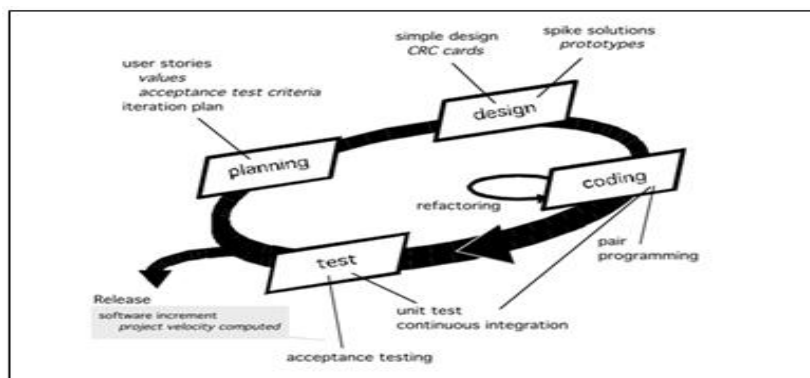 simple design
CRC cards
spike solutions
prototypes
user stories
values
acceptance test criteria
iteration plan
design
planning
coding
refactoring
test
pair
programming
Release
software increment
project velocity computed
unit test
continuous integration
acceptance testing